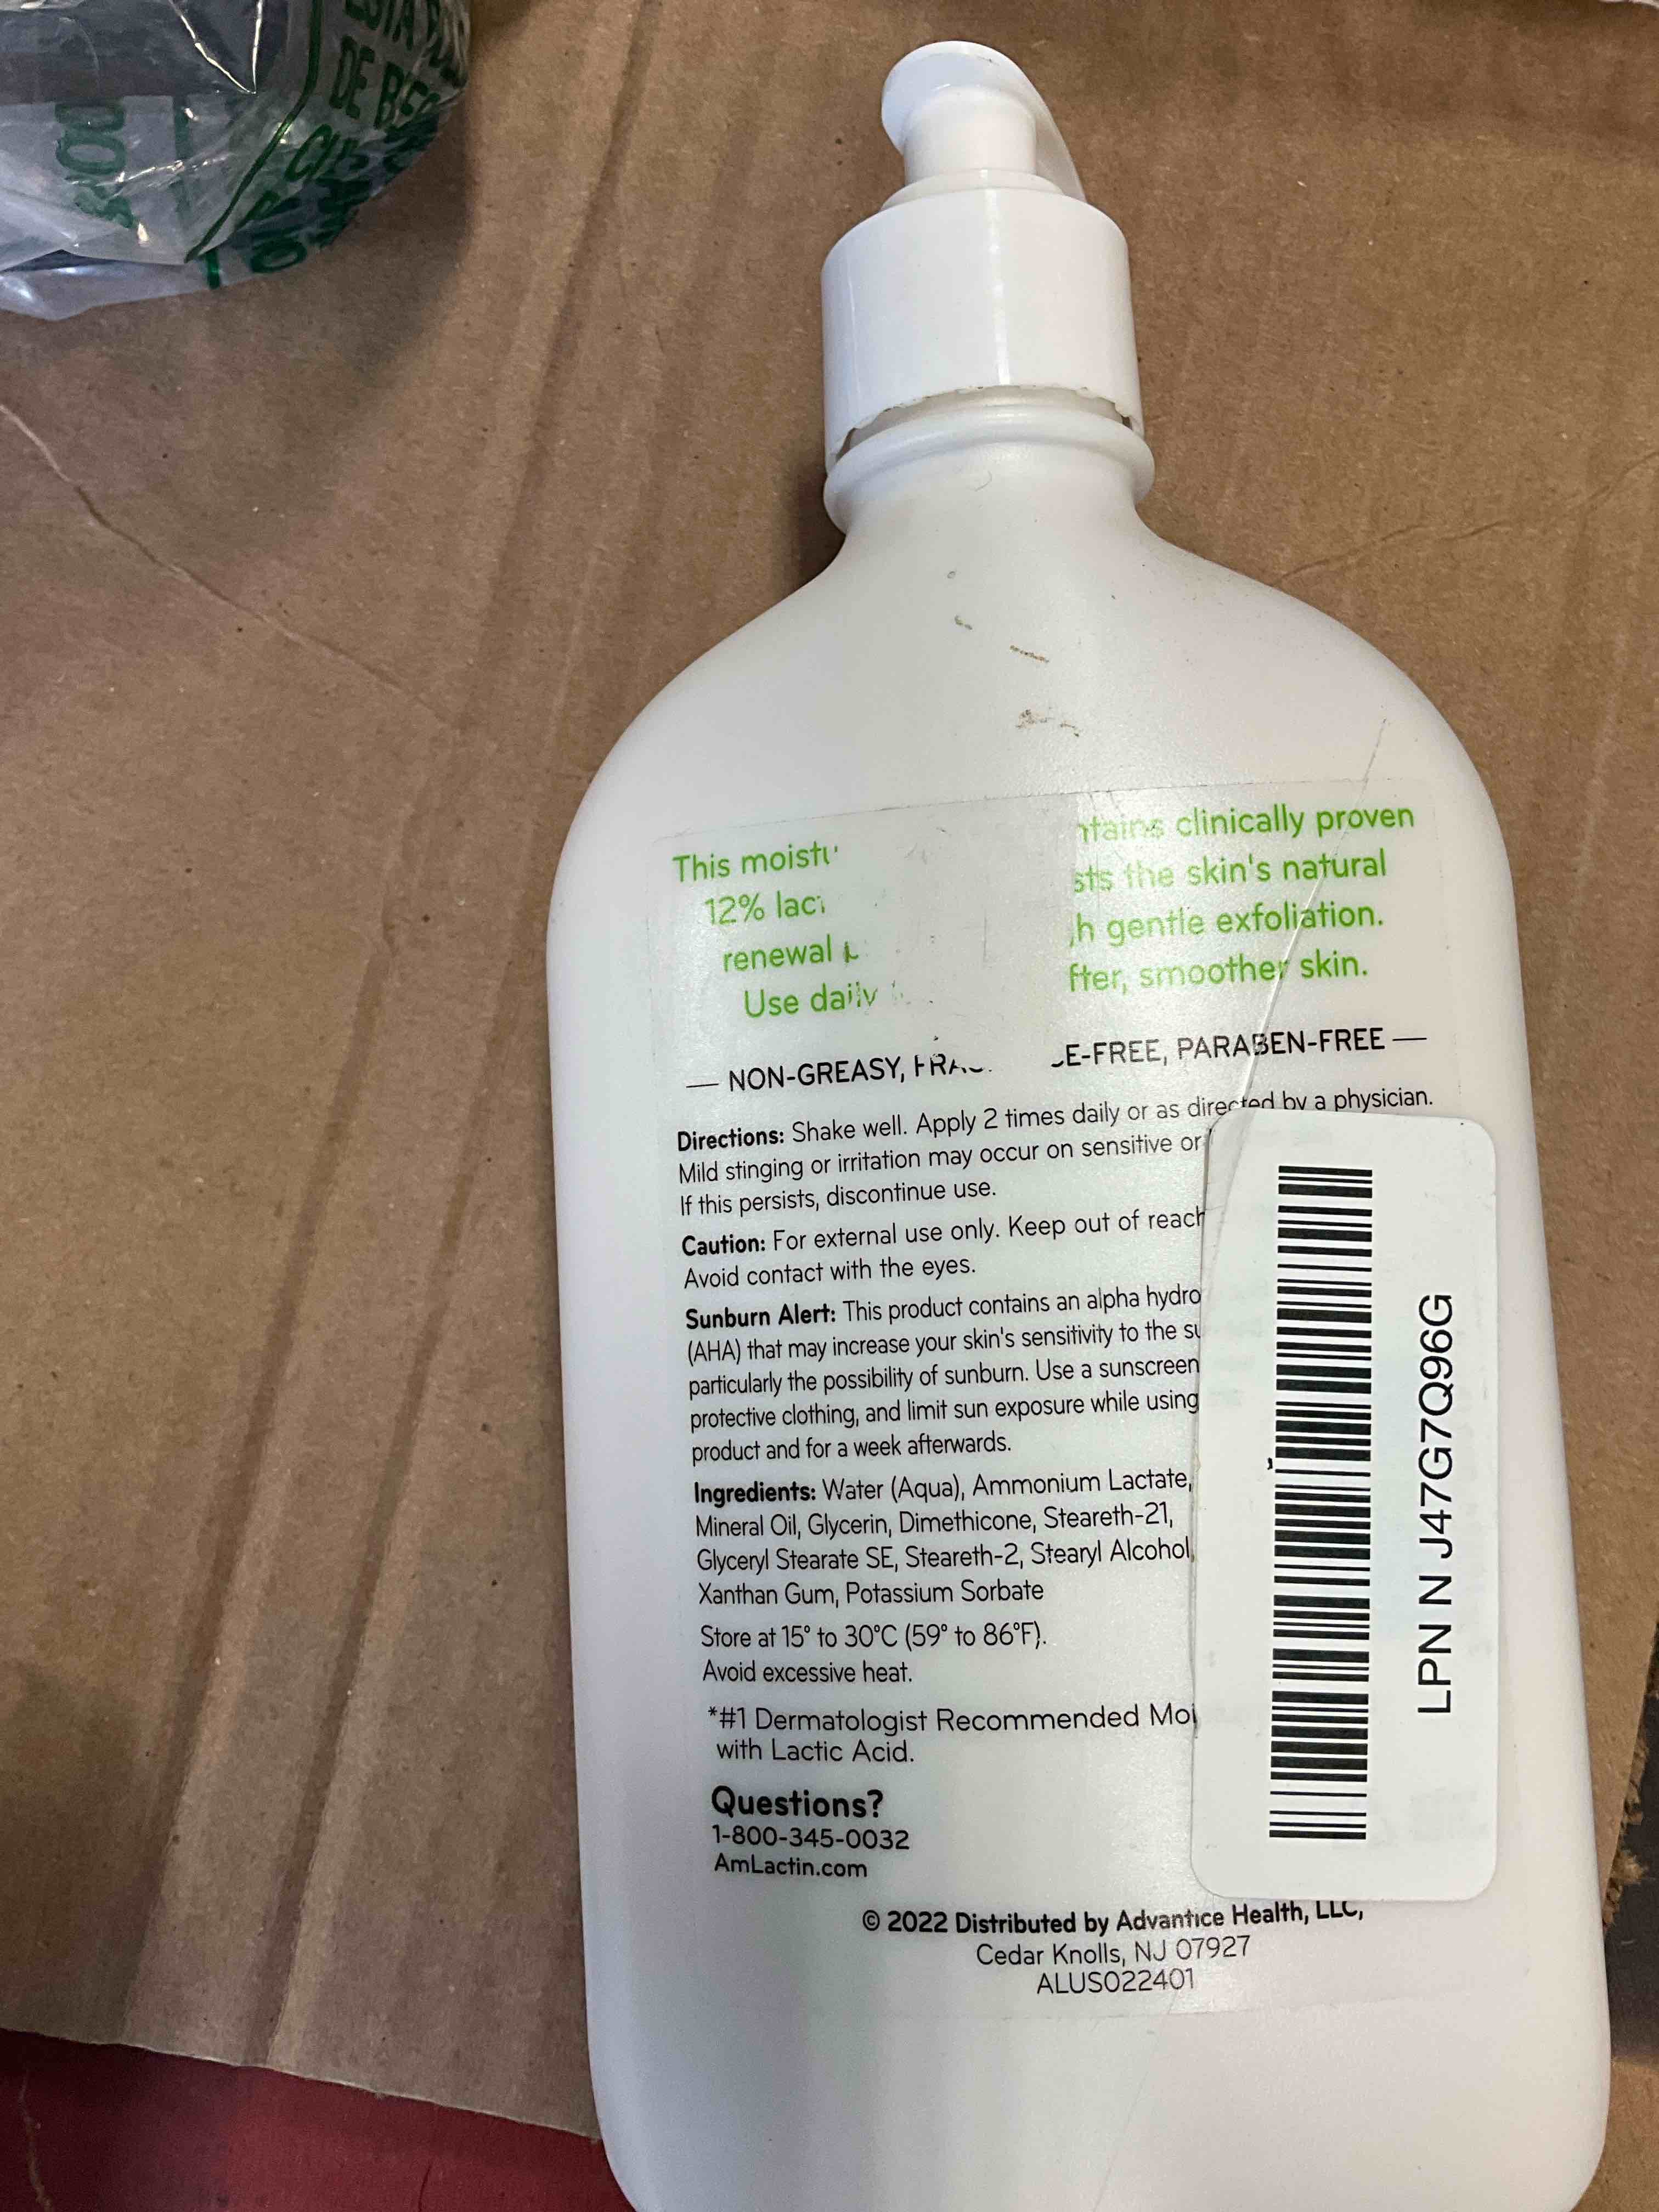 ESTA
DE
This
clinically proven
12%
the skin's natural
renewal
gentle exfoliation.
Use daily
smoother skin.
— NON-GREASY, E-FREE, PARABEN-FREE —
Directions: Shake well. Apply 2 times daily or as directed by a physician.
Mild stinging or irritation may occur on sensitive or
If this persists, discontinue use.
Caution: For external use only. Keep out of reach
Avoid contact with the eyes.
Sunburn Alert: This product contains an alpha hydro
(AHA) that may increase your skin's sensitivity to the
particularly the possibility of sunburn. Use a sunscreen
protective clothing, and limit sun exposure while using
product and for a week afterwards.
Ingredients: Water (Aqua), Ammonium Lactate,
Mineral Oil, Glycerin, Dimethicone, Steareth-21,
Glyceryl Stearate SE, Steareth-2, Stearyl Alcohol,
Xanthan Gum, Potassium Sorbate
Store at 15° to 30°C (59° to 86°F).
Avoid excessive heat.
*#1 Dermatologist Recommended
with Lactic Acid.
Questions?
1-800-345-0032
AmLactin.com
© 2022 Distributed by Advantice Health, LLC,
Cedar Knolls, NJ 07927
ALUS022401
LPN N J47G7Q96G